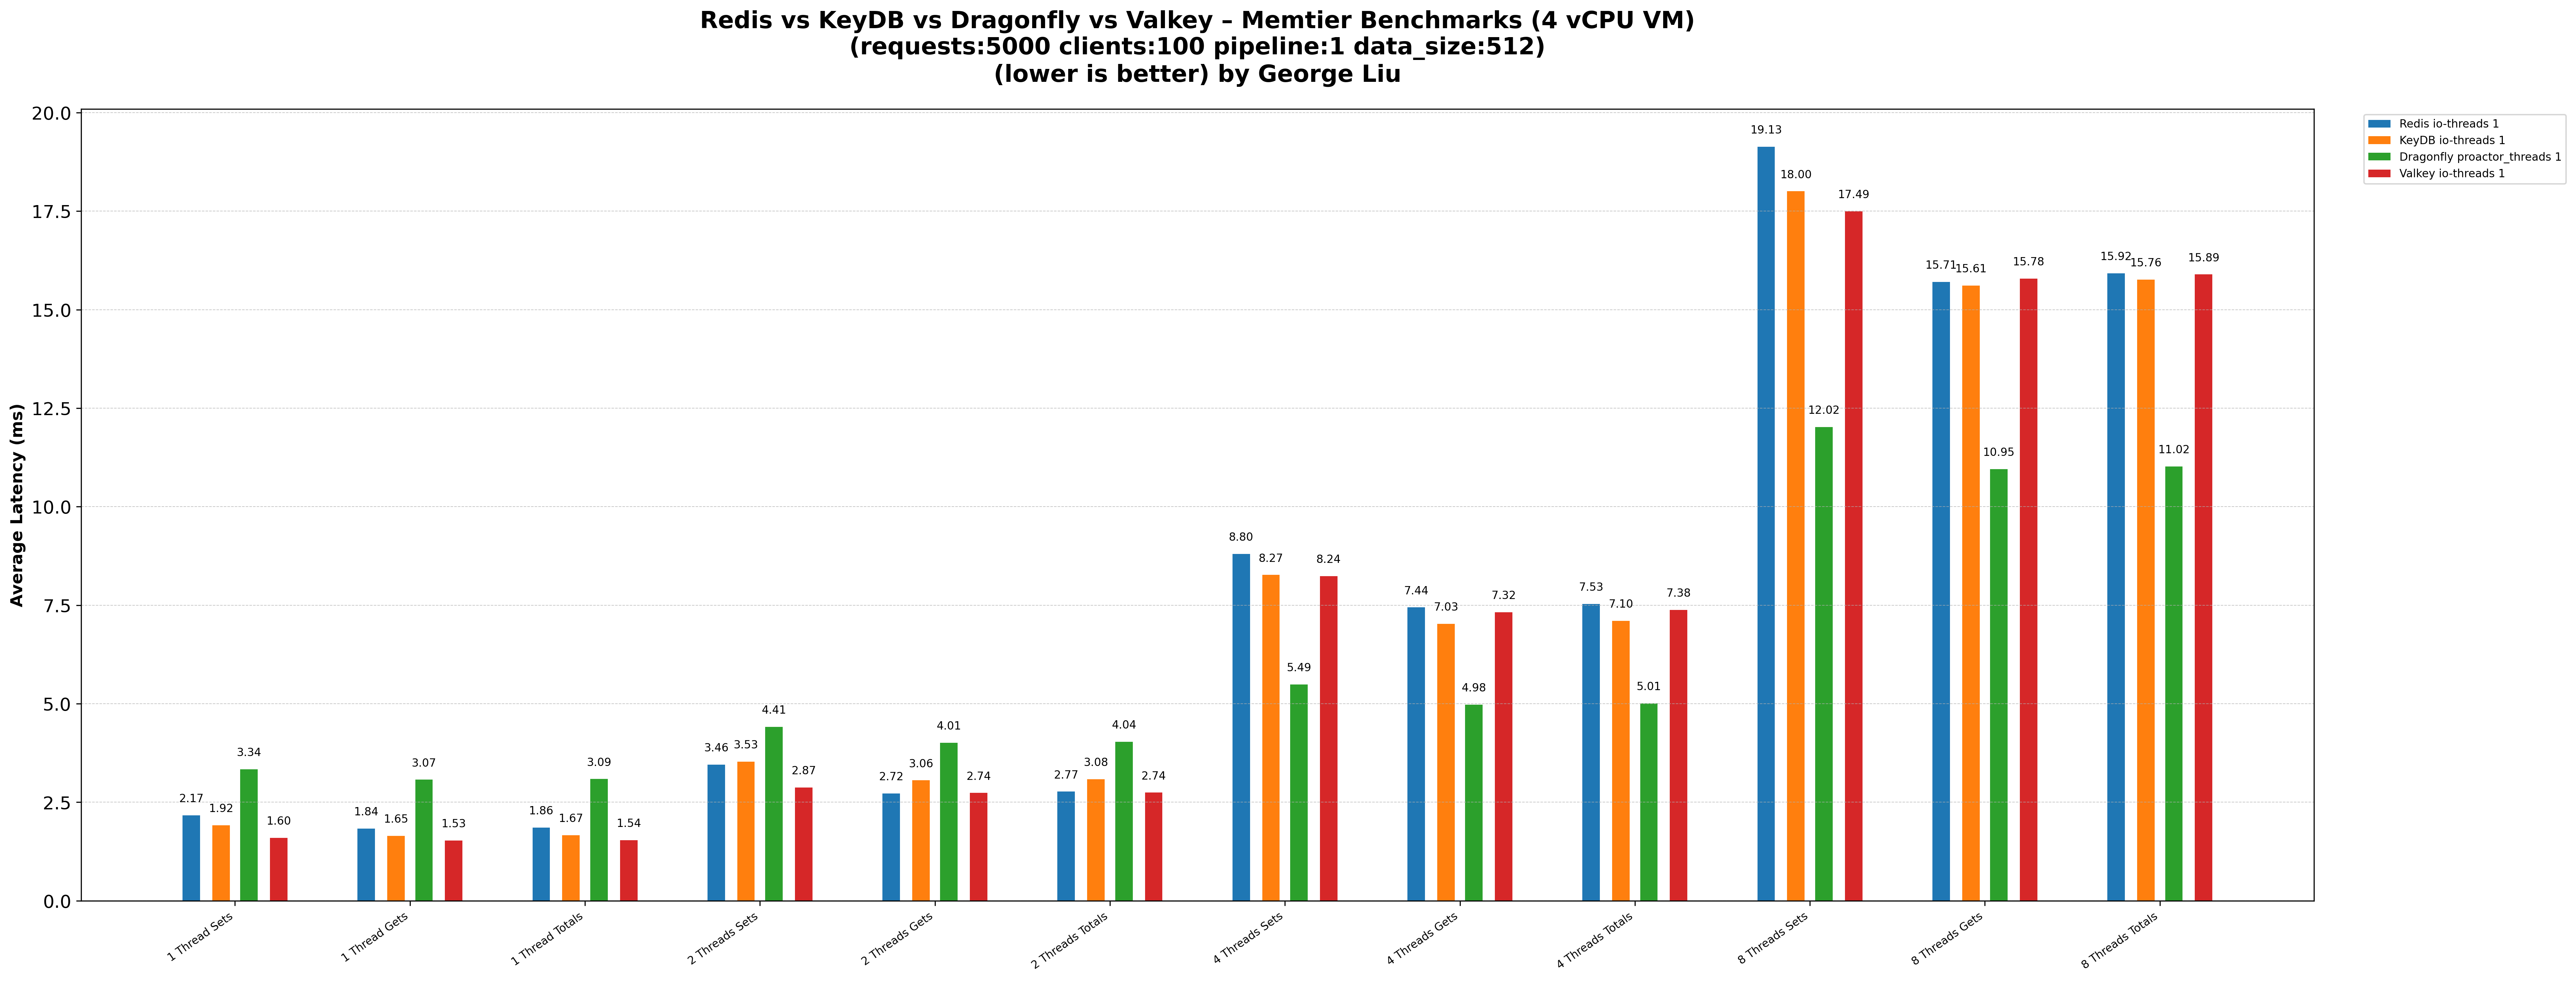 Redis vs KeyDB vs Dragonfly vs Valkey – Memtier Benchmarks (4 vCPU VM)
(requests:5000 clients:100 pipeline:1 data_size:512)
(lower is better) by George Liu
Redis io-threads 1
KeyDB io-threads 1
Dragonfly proactor_threads 1
Valkey io-threads 1
Average Latency (ms)
20.0
17.5
15.0
12.5
10.0
7.5
5.0
2.5
0.0
2.17 1.92 3.34 1.60
1.84 1.65 3.07 1.53
1.86 1.67 3.09 1.54
3.46 3.53 4.41 2.87
2.72 3.06 4.01 2.74
2.77 3.08 4.04 2.74
8.80 8.27 5.49 8.24
7.44 7.03 4.98 7.32
7.53 7.10 5.01 7.38
19.13 18.00 12.02 17.49
15.71 15.61 10.95 15.78
15.92 15.76 11.02 15.89
1 Thread Sets
1 Thread Gets
1 Thread Totals
2 Threads Sets
2 Threads Gets
2 Threads Totals
4 Threads Sets
4 Threads Gets
4 Threads Totals
8 Threads Sets
8 Threads Gets
8 Threads Totals